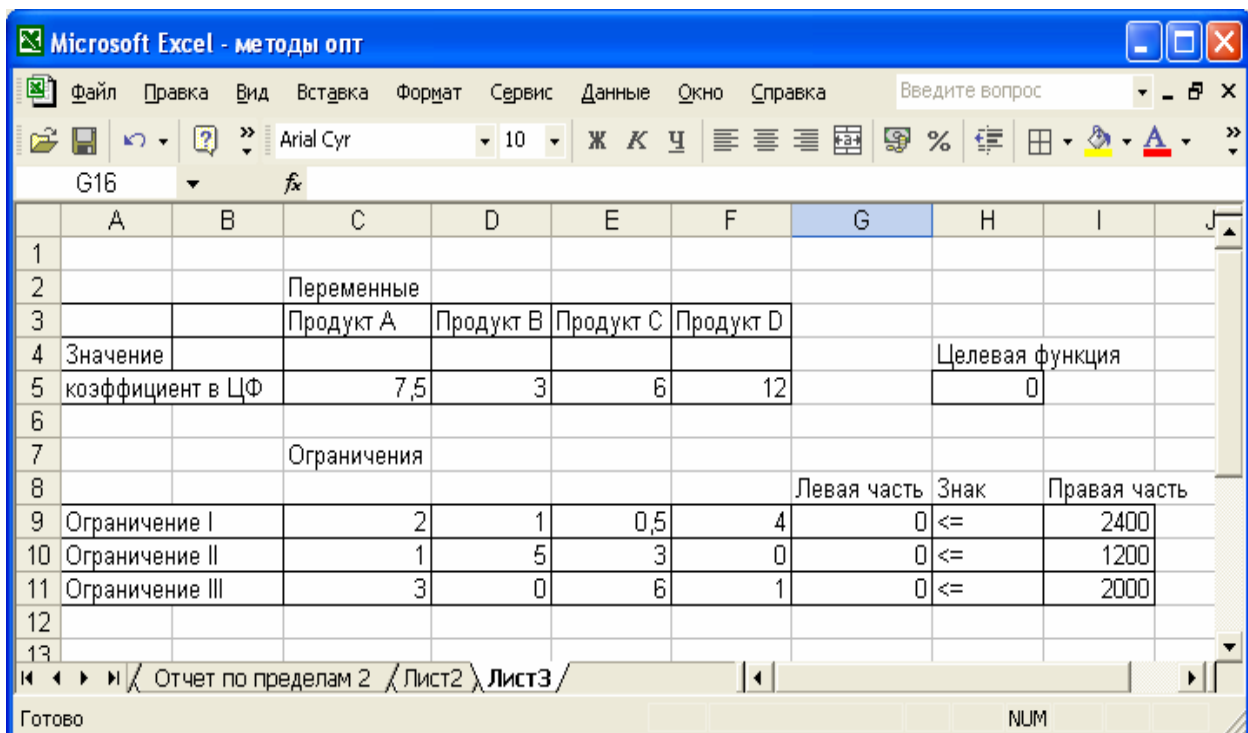 Microsoft Excel - методы опт
Файл Правка Вид Вставка Формат Сервис Данные Окно Справка Введите вопрос
Arial Cyr 10 Ж К Ч %  A
G16 fx
A B C D E F G H I J
1
2 Переменные
3 Продукт А Продукт В Продукт С Продукт D
4 Значение Целевая функция
5 коэффициент в ЦФ 7,5 3 6 12 0
6
7 Ограничения
8 Левая часть Знак Правая часть
9 Ограничение I 2 1 0,5 4 0 <= 2400
10 Ограничение II 1 5 3 0 0 <= 1200
11 Ограничение III 3 0 6 1 0 <= 2000
12
13
Отчет по пределам 2 Лист2 Лист3
Готово NUM